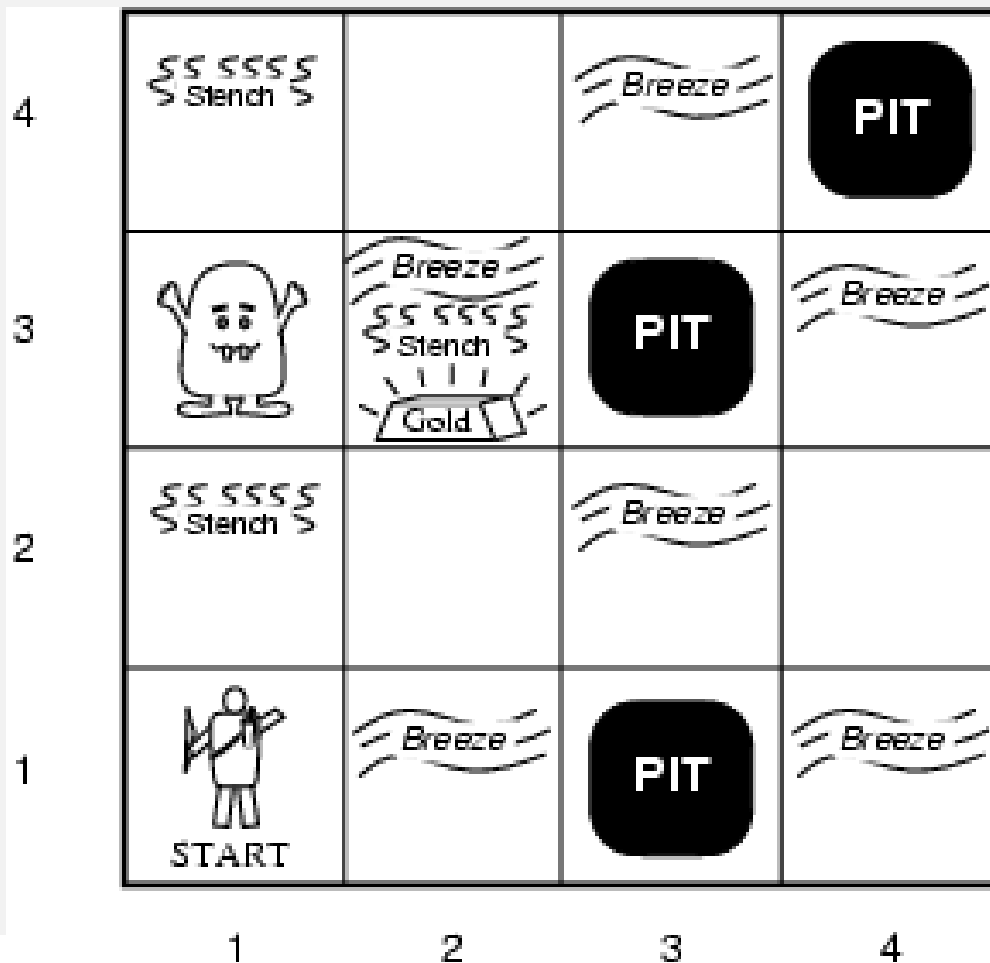 4
Stench
Breeze
PIT
3
Breeze
Stench
Gold
PIT
Breeze
2
Stench
Breeze
1
START
Breeze
PIT
Breeze
1 2 3 4